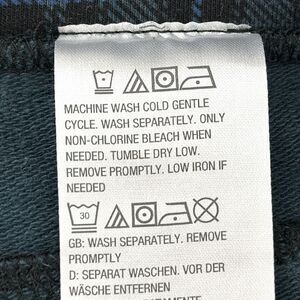 MACHINE WASH COLD GENTLE
CYCLE. WASH SEPARATELY. ONLY
NON-CHLORINE BLEACH WHEN
NEEDED. TUMBLE DRY LOW.
REMOVE PROMPTLY. LOW IRON IF
NEEDED
30
GB: WASH SEPARATELY. REMOVE
PROMPTLY
D: SEPARAT WASCHEN. VOR DER
WÄSCHE ENTFERNEN